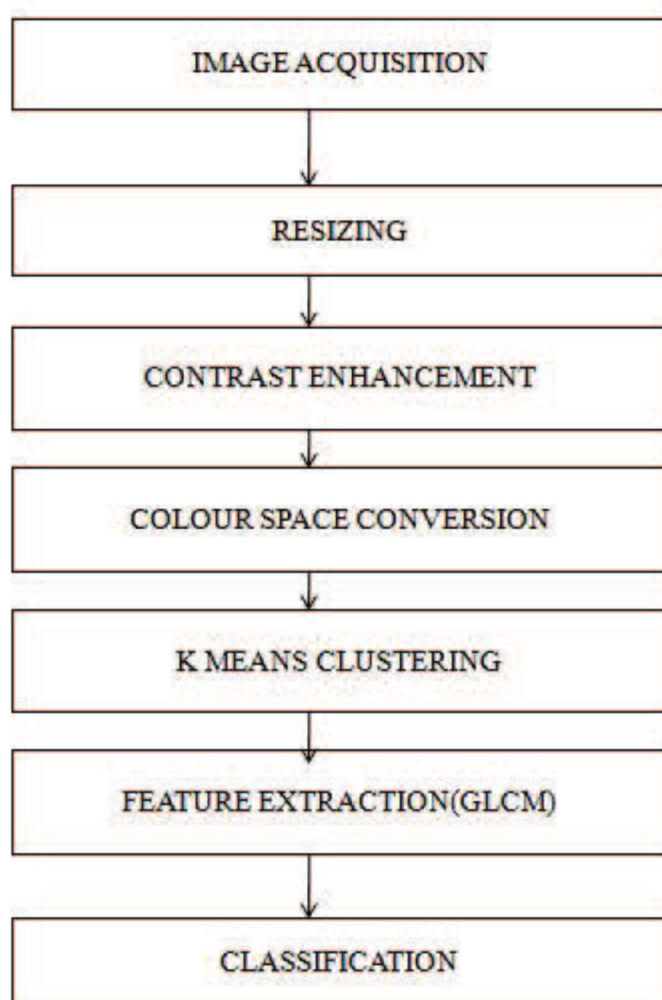 IMAGE ACQUISITION
RESIZING
CONTRAST ENHANCEMENT
COLOUR SPACE CONVERSION
K MEANS CLUSTERING
FEATURE EXTRACTION(GLCM)
CLASSIFICATION